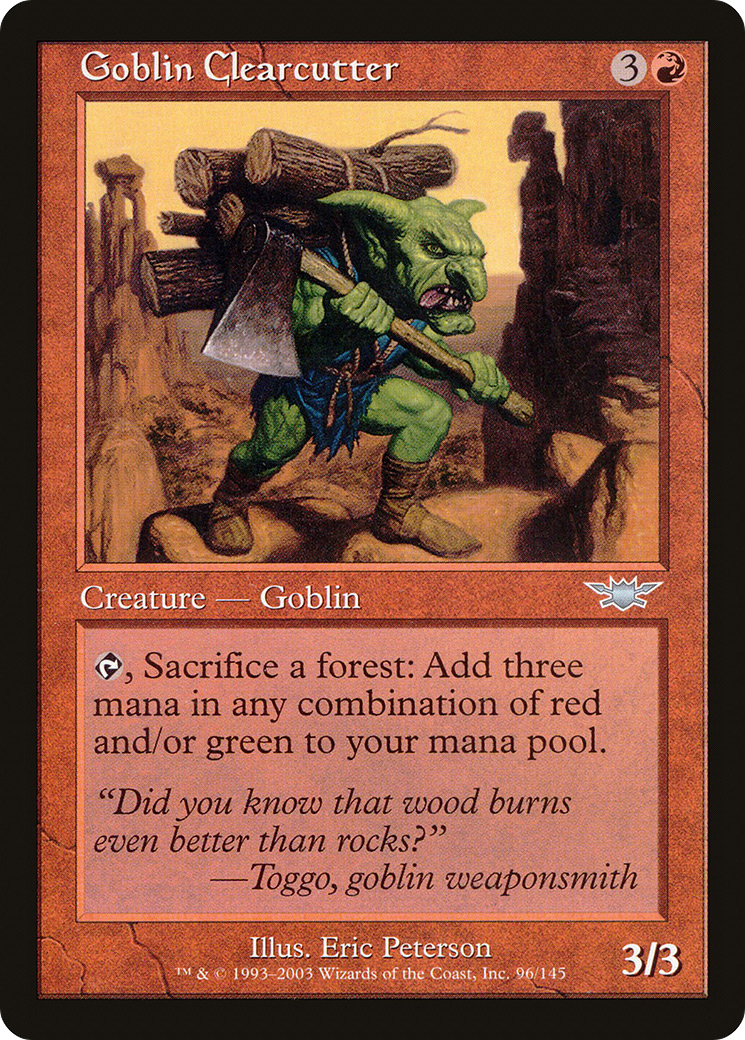 Goblin Clearcutter 3
Creature — Goblin
, Sacrifice a forest: Add three
mana in any combination of red
and/or green to your mana pool.
“Did you know that wood burns
even better than rocks?”
—Toggo, goblin weaponsmith
Illus. Eric Peterson
™ & © 1993–2003 Wizards of the Coast, Inc. 96/145
3/3